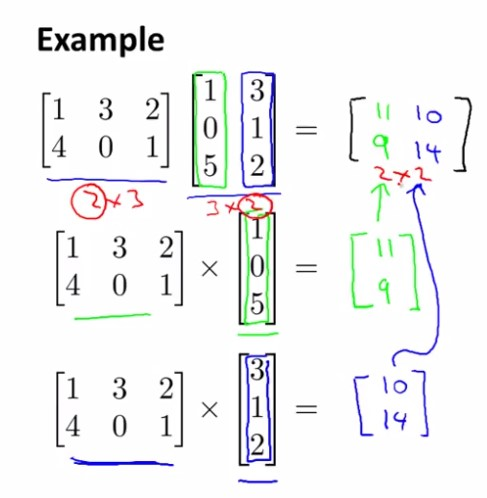 Example
[1 3 2] [1 3] = [11 10]
[4 0 1] [0 1] [9 14]
[5 2]
2×3 3×2 2×2
[1 3 2] × [1] = [11]
[4 0 1] [0] [9]
[5]
[1 3 2] × [3] = [10]
[4 0 1] [1] [14]
[2]